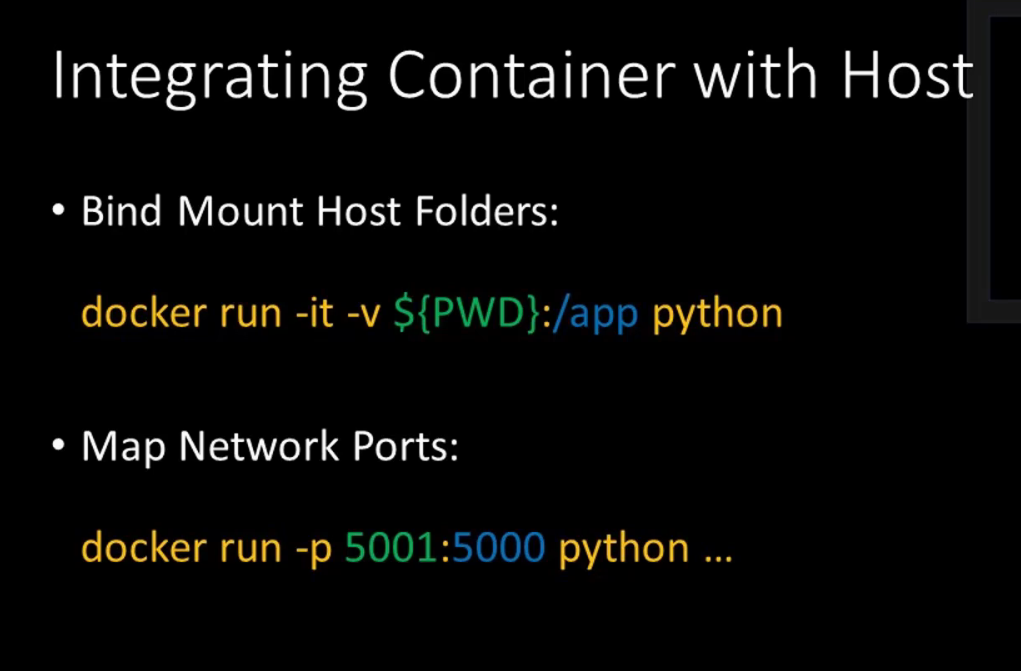 Integrating Container with Host
• Bind Mount Host Folders:
docker run -it -v ${PWD}:/app python
• Map Network Ports:
docker run -p 5001:5000 python ...